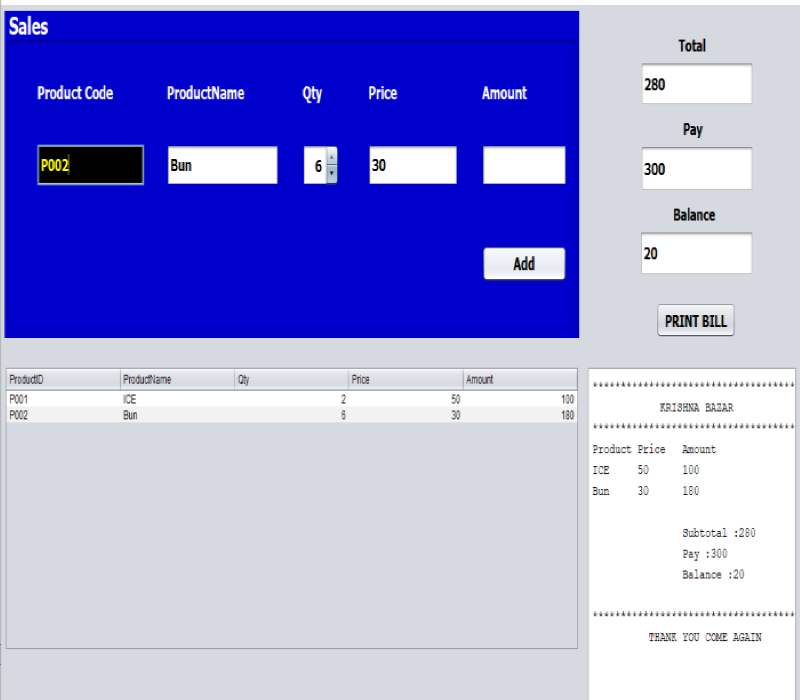 Sales
Product Code ProductName Qty Price Amount
P002 Bun 6 30
Add
Total
280
Pay
300
Balance
20
PRINT BILL
ProductID ProductName Qty Price Amount
P001 ICE 2 50 100
P002 Bun 6 30 180
************************************
KRISHNA BAZAR
************************************
Product Price Amount
ICE 50 100
Bun 30 180
Subtotal :280
Pay :300
Balance :20
************************************
THANK YOU COME AGAIN